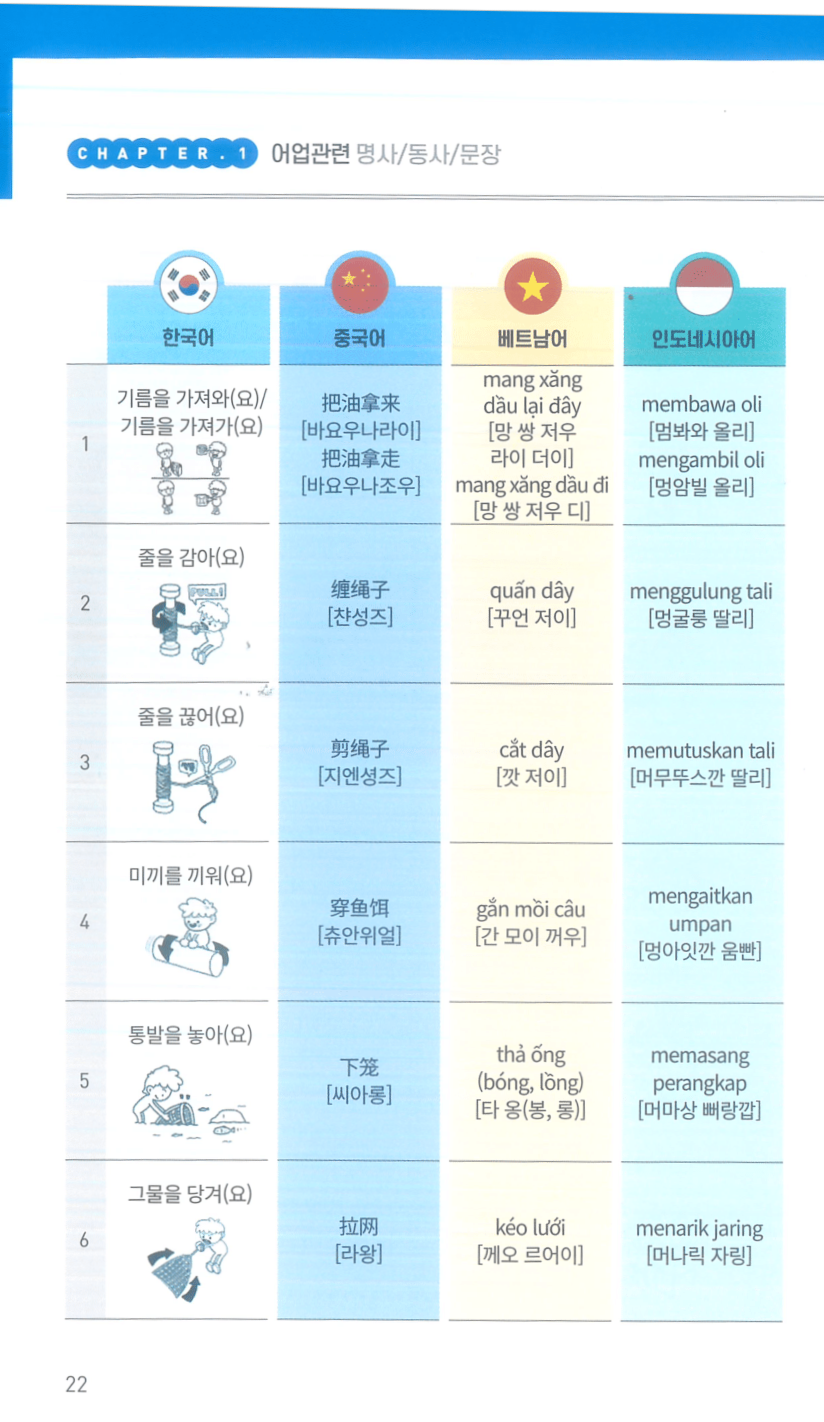 CHAPTER.1 어업관련 명사/동사/문장
한국어
중국어
베트남어
인도네시아어
1
기름을 가져와(요)/
기름을 가져가(요)
把油拿来
[바요우나라이]
把油拿走
[바요우나조우]
mang xăng
dầu lại đây
[망 쌍 저우
라이 더이]
mang xăng dầu đi
[망 쌍 저우 디]
membawa oli
[멈봐와 올리]
mengambil oli
[멍암빌 올리]
2
줄을 감아(요)
PULL!
缠绳子
[챤성즈]
quấn dây
[꾸언 저이]
menggulung tali
[멍굴룽 딸리]
3
줄을 끊어(요)
剪绳子
[지엔셩즈]
cắt dây
[깟 저이]
memutuskan tali
[머무뚜스깐 딸리]
4
미끼를 끼워(요)
穿鱼饵
[츄안위얼]
gắn mồi câu
[간 모이 꺼우]
mengaitkan
umpan
[멍아잇깐 움빤]
5
통발을 놓아(요)
下笼
[씨아롱]
thả ống
(bóng, lồng)
[타 옹(봉, 롱)]
memasang
perangkap
[머마상 뻐랑깝]
6
그물을 당겨(요)
拉网
[라왕]
kéo lưới
[께오 르어이]
menarik jaring
[머나릭 자링]
22